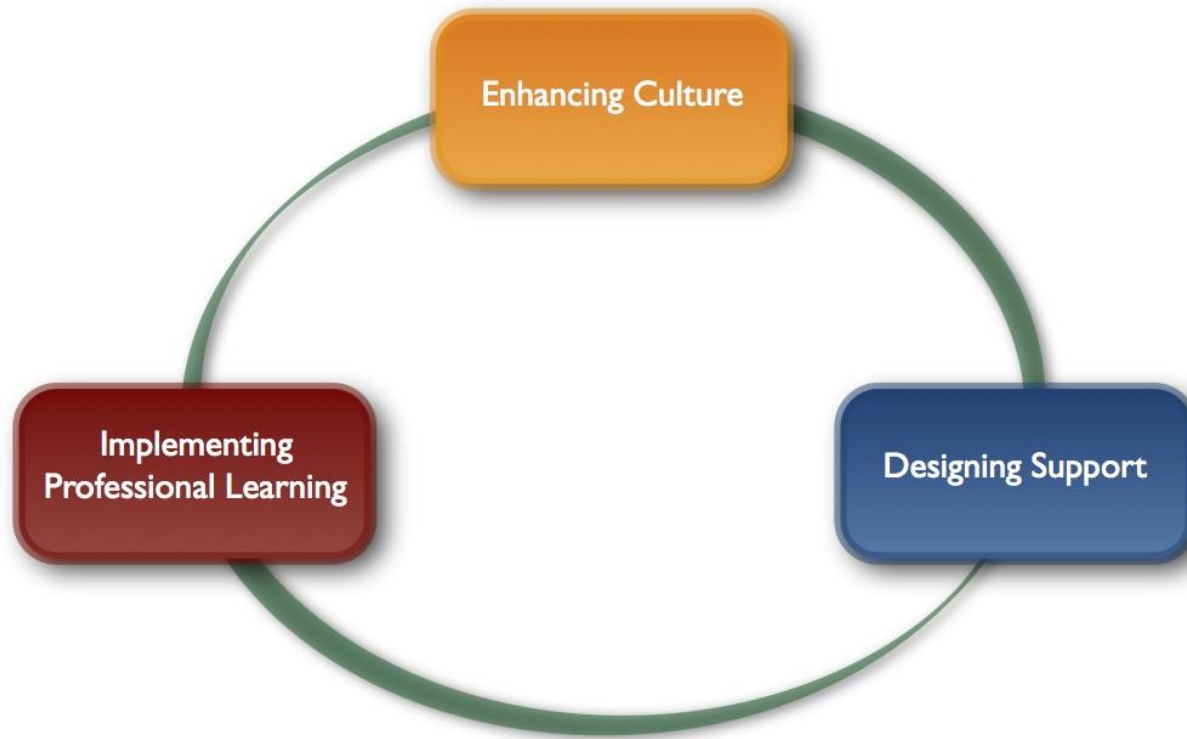 Enhancing Culture
Implementing
Professional Learning
Designing Support